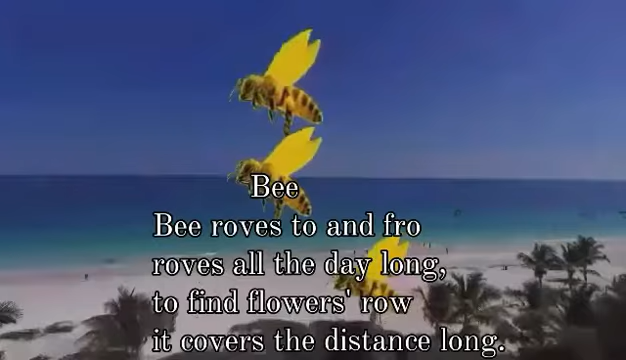 Bee
Bee roves to and fro
roves all the day long,
to find flowers' row
it covers the distance long.